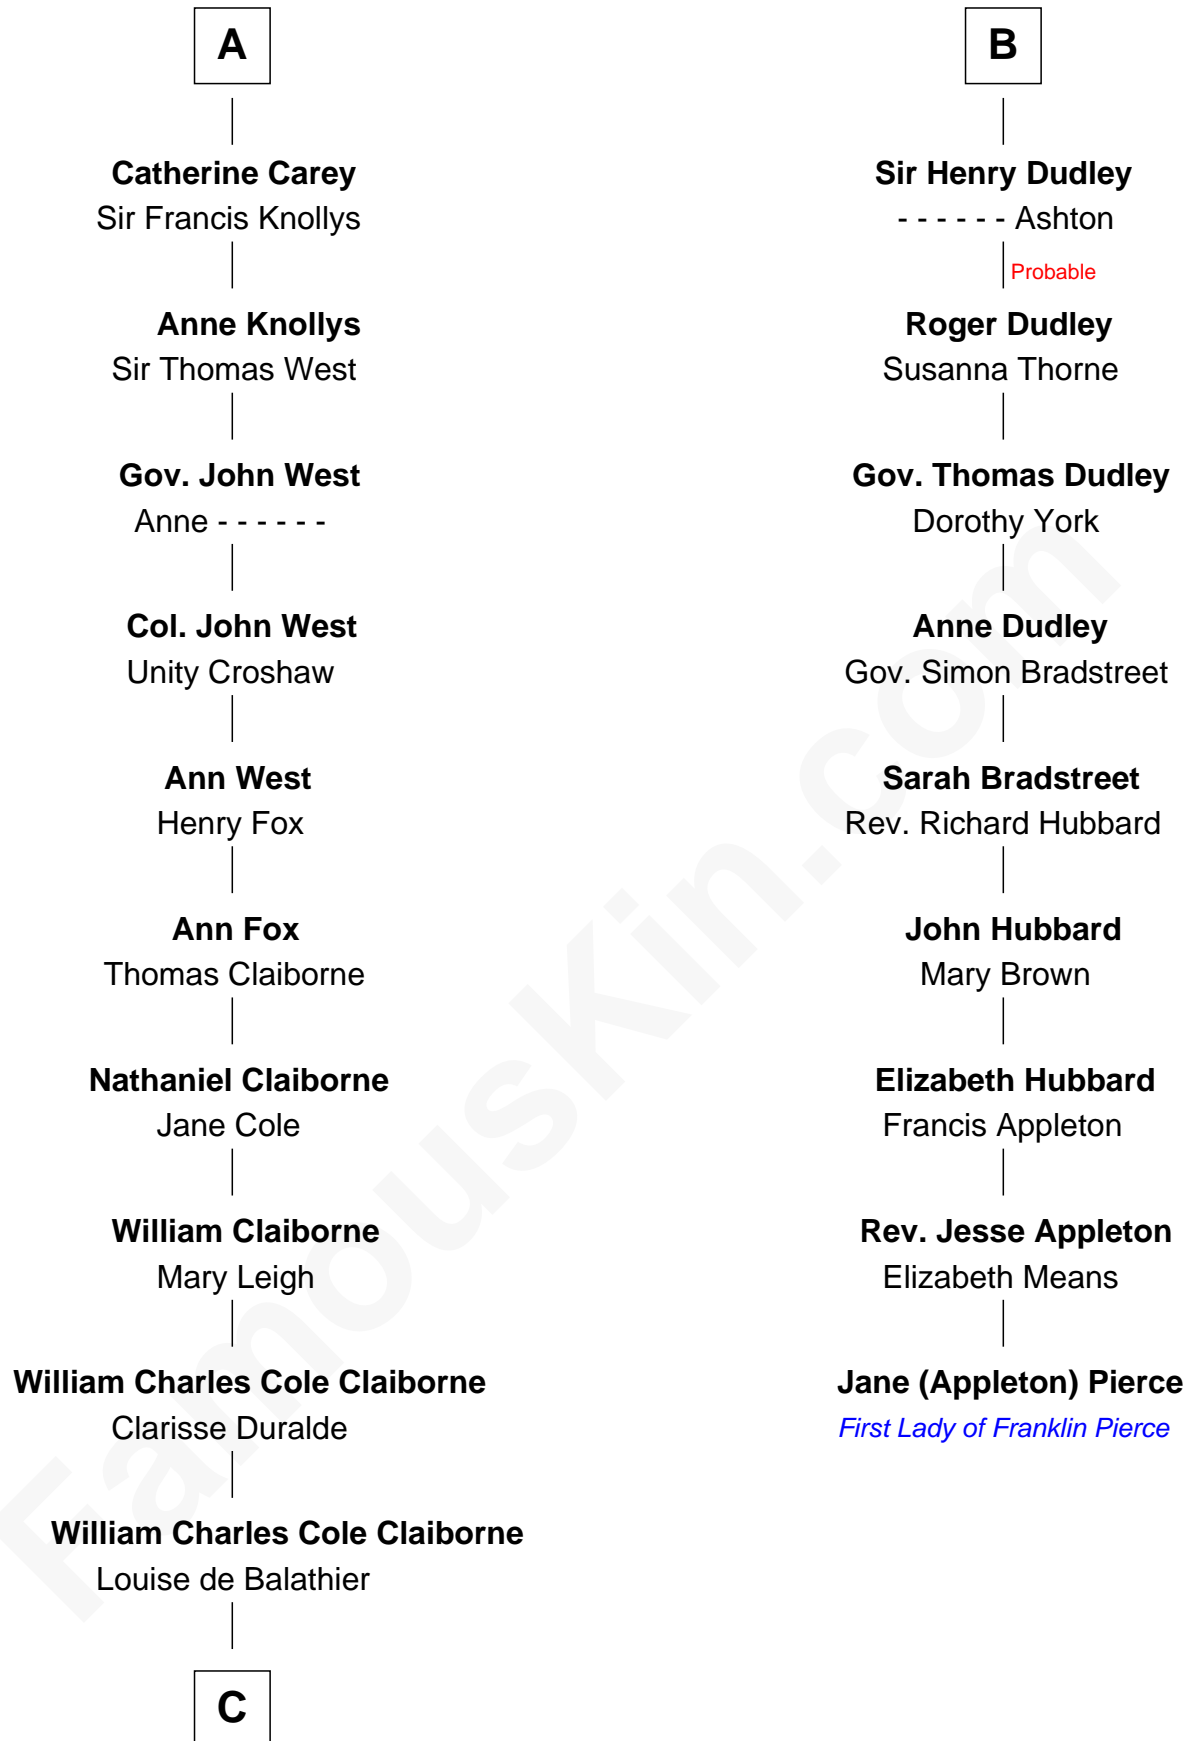 A
Catherine Carey
Sir Francis Knollys
Anne Knollys
Sir Thomas West
Gov. John West
Anne - - - - - -
Col. John West
Unity Croshaw
Ann West
Henry Fox
Ann Fox
Thomas Claiborne
Nathaniel Claiborne
Jane Cole
William Claiborne
Mary Leigh
William Charles Cole Claiborne
Clarisse Duralde
William Charles Cole Claiborne
Louise de Balathier
C
B
Sir Henry Dudley
- - - - - - Ashton
Probable
Roger Dudley
Susanna Thorne
Gov. Thomas Dudley
Dorothy York
Anne Dudley
Gov. Simon Bradstreet
Sarah Bradstreet
Rev. Richard Hubbard
John Hubbard
Mary Brown
Elizabeth Hubbard
Francis Appleton
Rev. Jesse Appleton
Elizabeth Means
Jane (Appleton) Pierce
First Lady of Franklin Pierce
FamousKin.com